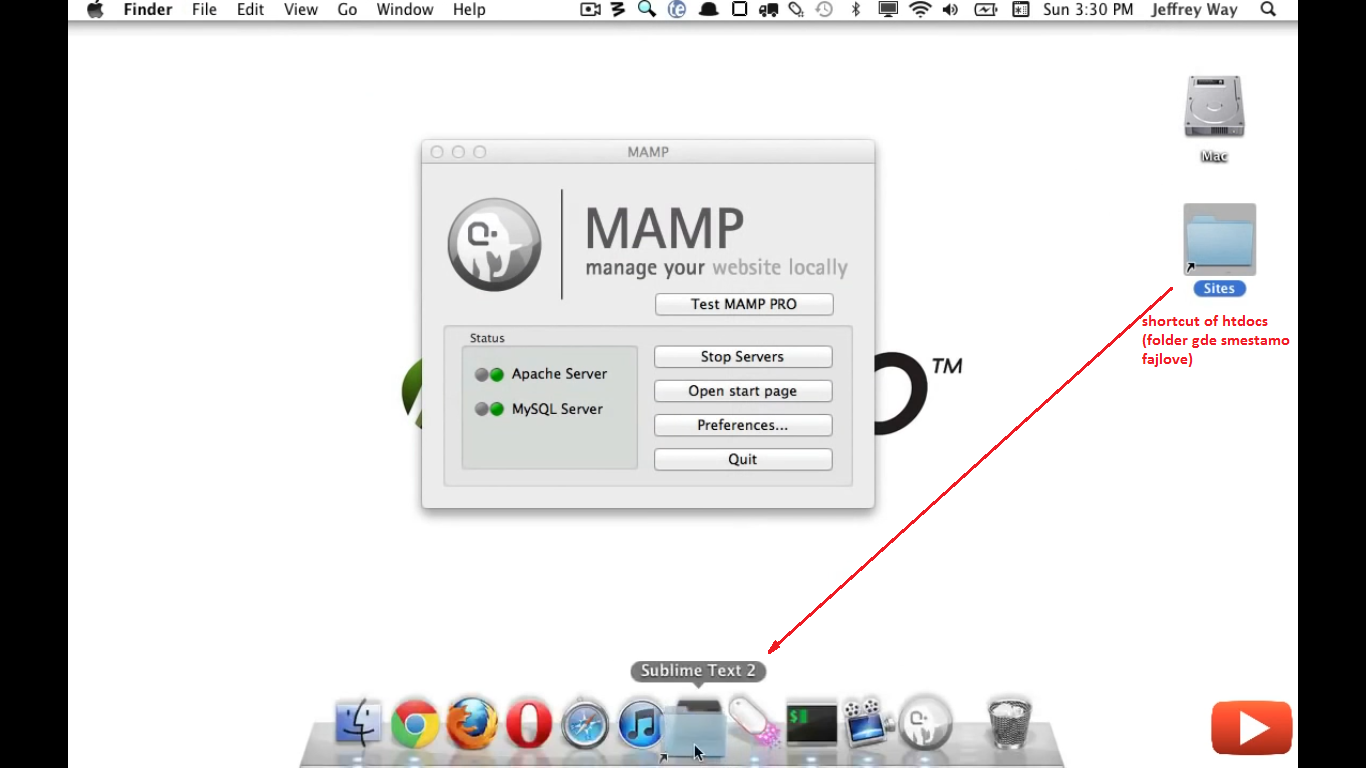 Finder File Edit View Go Window Help Sun 3:30 PM Jeffrey Way
Mac
MAMP
MAMP
manage your website locally
Test MAMP PRO
Sites
shortcut of htdocs
(folder gde smestamo
fajlove)
Status
Apache Server
MySQL Server
Stop Servers
Open start page
Preferences...
Quit
TM
Sublime Text 2
$